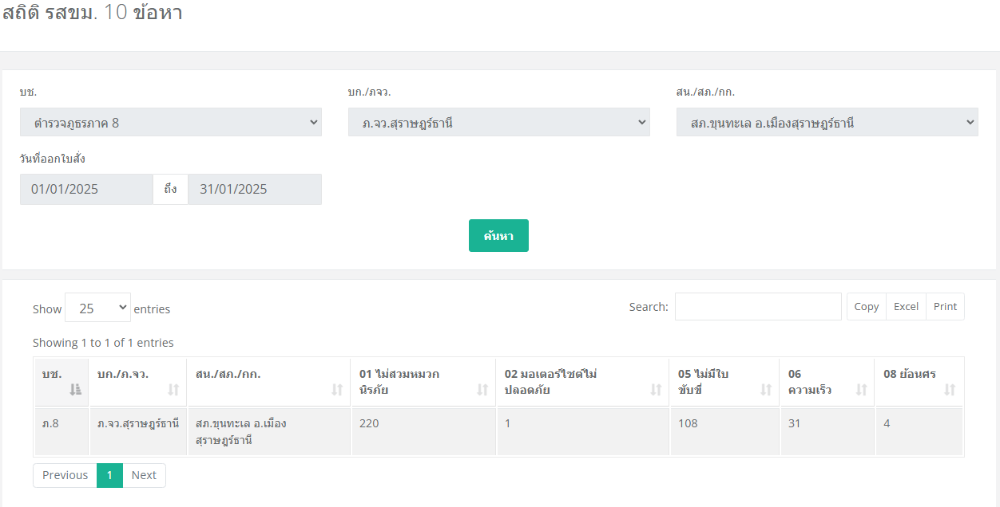 สถิติ รสขม. 10 ข้อหา
บช. บก./ภจว. สน./สภ./กก.
ตำรวจภูธรภาค 8 ภ.จว.สุราษฎร์ธานี สภ.ขุนทะเล อ.เมืองสุราษฎร์ธานี
วันที่ออกใบสั่ง
01/01/2025 ถึง 31/01/2025
ค้นหา
Show 25 entries Search: Copy Excel Print
Showing 1 to 1 of 1 entries
บช. บก./ภ.จว. สน./สภ./กก. 01 ไม่สวมหมวก 02 มอเตอร์ไซต์ไม่ 05 ไม่มีใบ 06 08 ย้อนศร
นิรภัย ปลอดภัย ขับขี่ ความเร็ว
ภ.8 ภ.จว.สุราษฎร์ธานี สภ.ขุนทะเล อ.เมือง 220 1 108 31 4
สุราษฎร์ธานี
Previous 1 Next